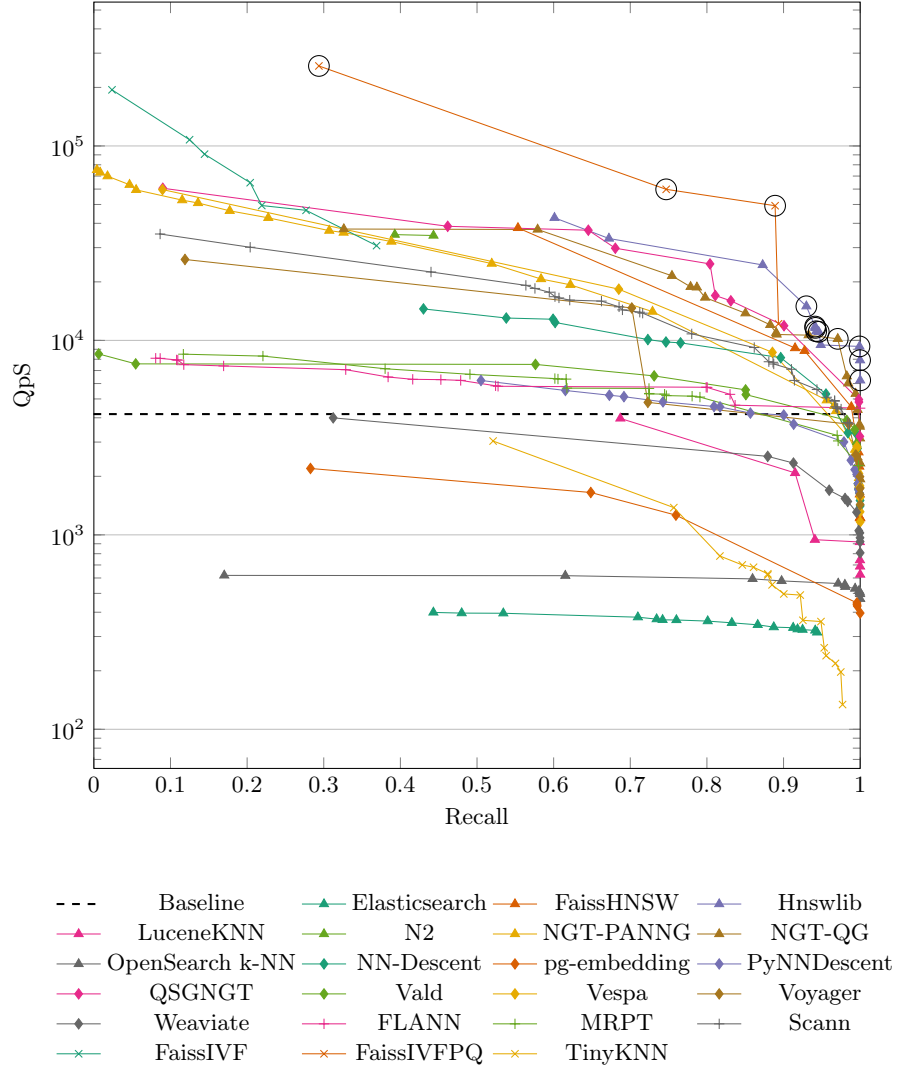 10^5
10^4
10^3
10^2
QpS
0 0.1 0.2 0.3 0.4 0.5 0.6 0.7 0.8 0.9 1
Recall
Baseline Elasticsearch FaissHNSW Hnswlib
LuceneKNN N2 NGT-PANNG NGT-QG
OpenSearch k-NN NN-Descent pg-embedding PyNNDescent
QSGNGT Vald Vespa Voyager
Weaviate FLANN MRPT Scann
FaissIVF FaissIVFPQ TinyKNN